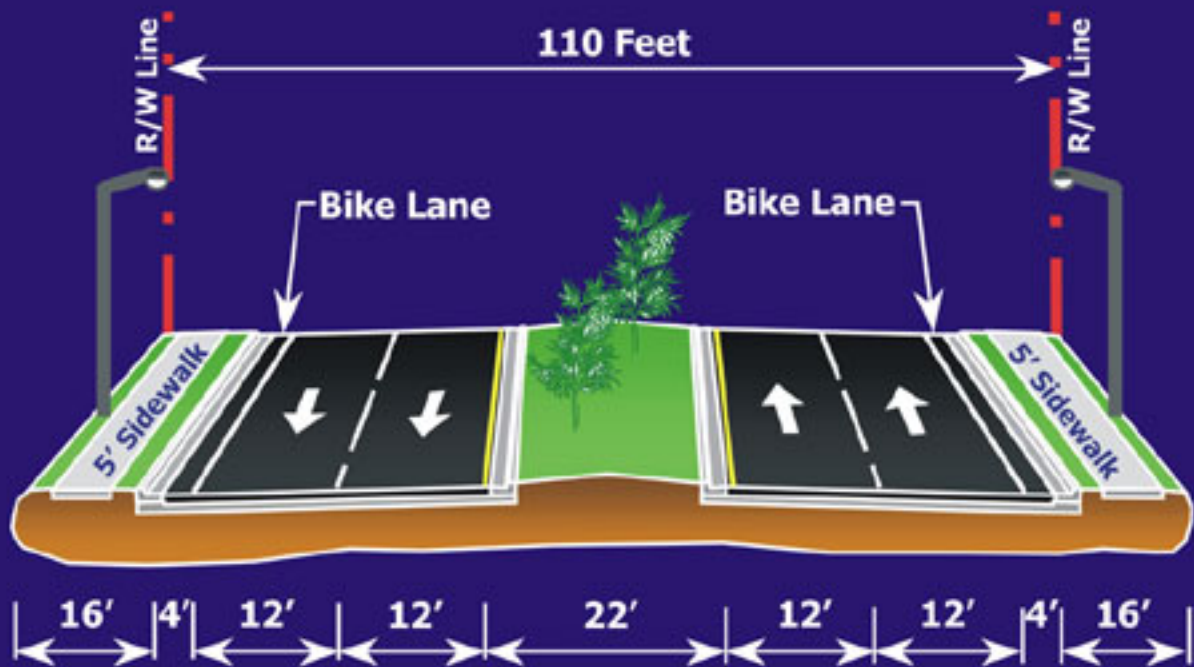 110 Feet
R/W Line
R/W Line
Bike Lane
Bike Lane
5' Sidewalk
5' Sidewalk
16' 4' 12' 12' 22' 12' 12' 4' 16'